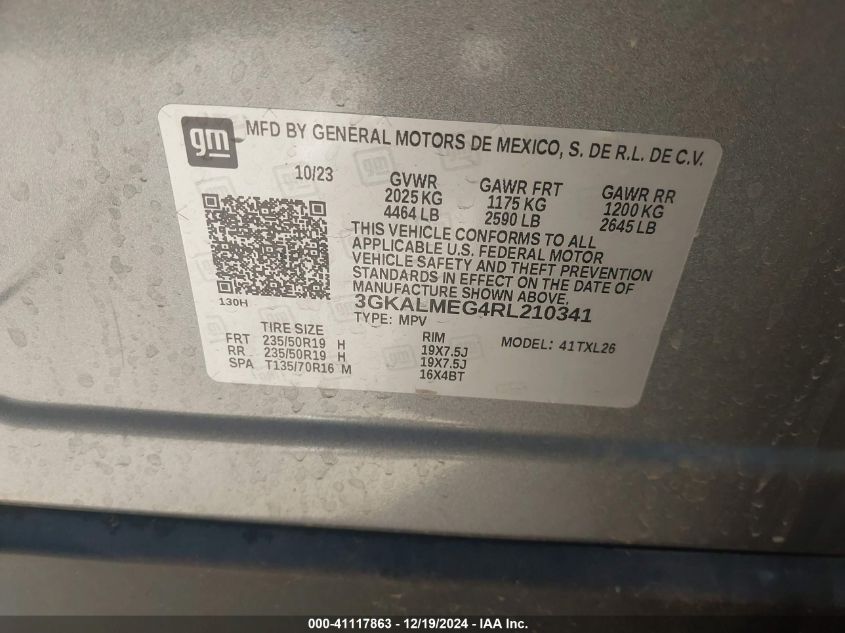 gm MFD BY GENERAL MOTORS DE MEXICO, S. DE R.L. DE C.V.
10/23 GVWR GAWR FRT GAWR RR
2025 KG 1175 KG 1200 KG
4464 LB 2590 LB 2645 LB
THIS VEHICLE CONFORMS TO ALL
APPLICABLE U.S. FEDERAL MOTOR
VEHICLE SAFETY AND THEFT PREVENTION
STANDARDS IN EFFECT ON THE DATE OF
MANUFACTURE SHOWN ABOVE.
130H
3GKALMEG4RL210341
TYPE: MPV
TIRE SIZE RIM MODEL: 41TXL26
FRT 235/50R19 H 19X7.5J
RR 235/50R19 H 19X7.5J
SPA T135/70R16 M 16X4BT
000-41117863 - 12/19/2024 - IAA Inc.